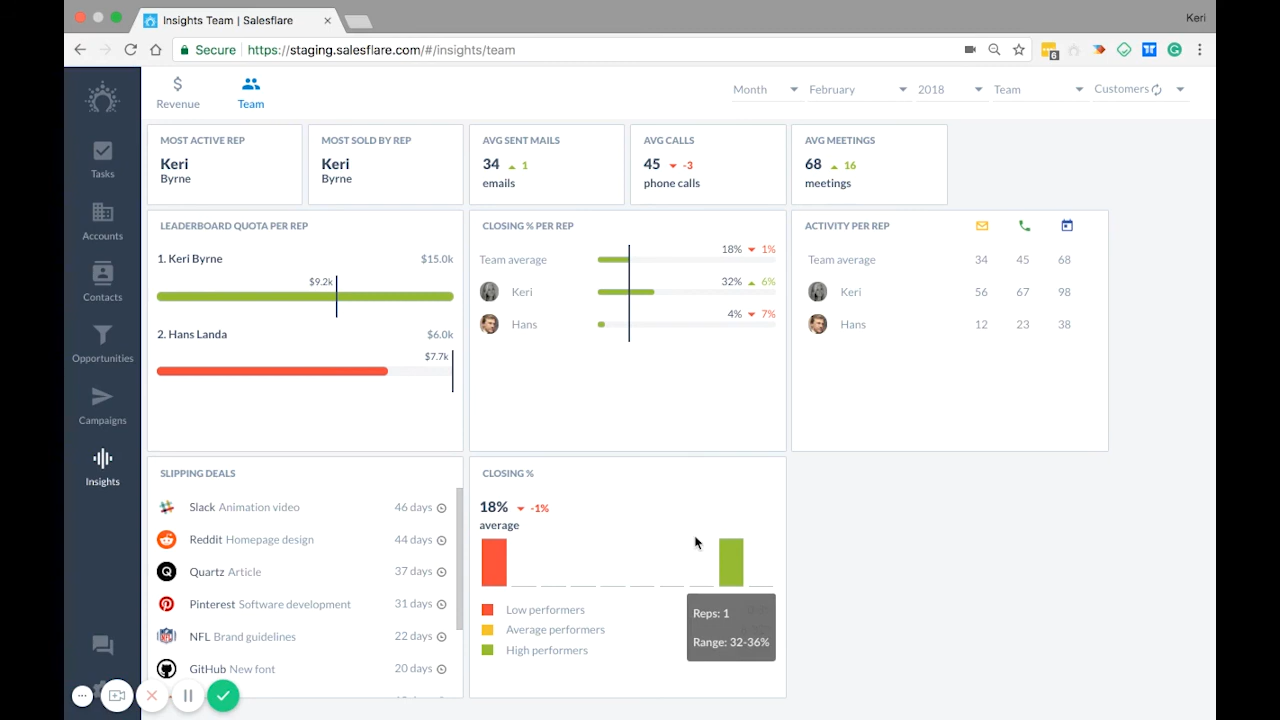 Insights Team | Salesflare
Keri
Secure https://staging.salesflare.com/#/insights/team
6
Revenue
Team
Month
February
2018
Team
Customers
Tasks
Accounts
Contacts
Opportunities
Campaigns
Insights
MOST ACTIVE REP
Keri
Byrne
MOST SOLD BY REP
Keri
Byrne
AVG SENT MAILS
34 1
emails
AVG CALLS
45 -3
phone calls
AVG MEETINGS
68 16
meetings
LEADERBOARD QUOTA PER REP
1. Keri Byrne $15.0k
$9.2k
2. Hans Landa $6.0k
$7.7k
CLOSING % PER REP
Team average 18% 1%
Keri 32% 6%
Hans 4% 7%
ACTIVITY PER REP
Team average 34 45 68
Keri 56 67 98
Hans 12 23 38
SLIPPING DEALS
Slack Animation video 46 days
Reddit Homepage design 44 days
Quartz Article 37 days
Pinterest Software development 31 days
NFL Brand guidelines 22 days
GitHub New font 20 days
CLOSING %
18% -1%
average
Low performers
Average performers
High performers
Reps: 1
Range: 32-36%